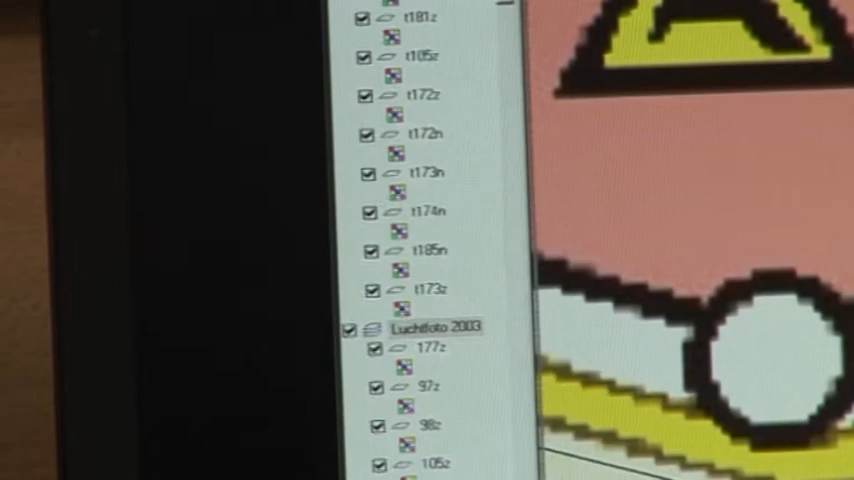 t181z
t105z
t172z
t172n
t173n
t174n
t185n
t173z
Luchtfoto 2003
177z
97z
98z
105z